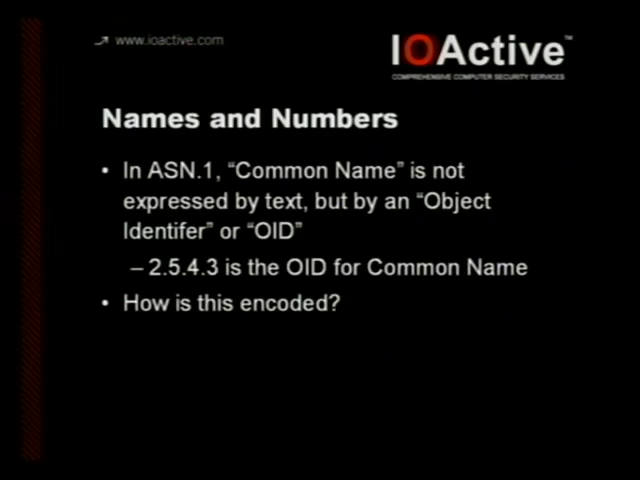 www.ioactive.com
IOActive™
COMPREHENSIVE COMPUTER SECURITY SERVICES
Names and Numbers
• In ASN.1, “Common Name” is not
expressed by text, but by an “Object
Identifer” or “OID”
– 2.5.4.3 is the OID for Common Name
• How is this encoded?